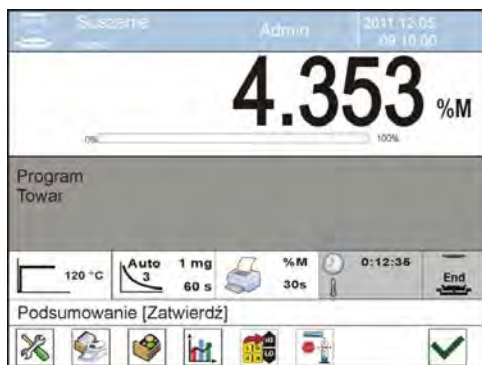 Suszenie Admin 2011.12.05
09:10:00
4.353 %M
0% 100%
Program
Towar
120 °C Auto 3 1 mg 60 s %M 30s 0:12:35 End
Podsumowanie [Zatwierdź]